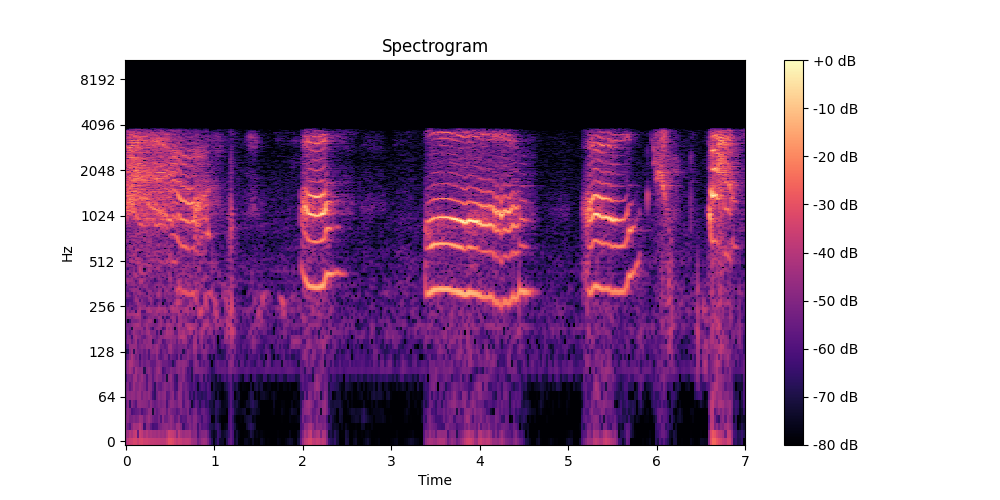 Spectrogram
8192
4096
2048
1024
512
256
128
64
0
Hz
0 1 2 3 4 5 6 7
Time
+0 dB
-10 dB
-20 dB
-30 dB
-40 dB
-50 dB
-60 dB
-70 dB
-80 dB